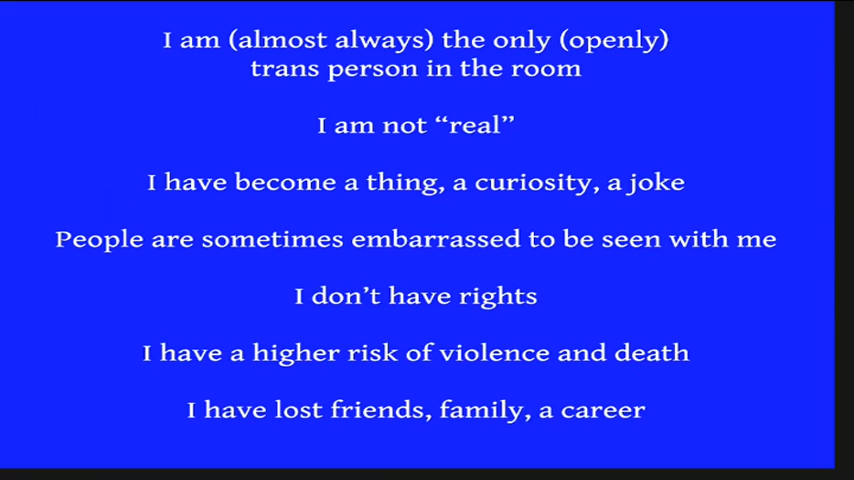 I am (almost always) the only (openly)
trans person in the room
I am not “real”
I have become a thing, a curiosity, a joke
People are sometimes embarrassed to be seen with me
I don’t have rights
I have a higher risk of violence and death
I have lost friends, family, a career